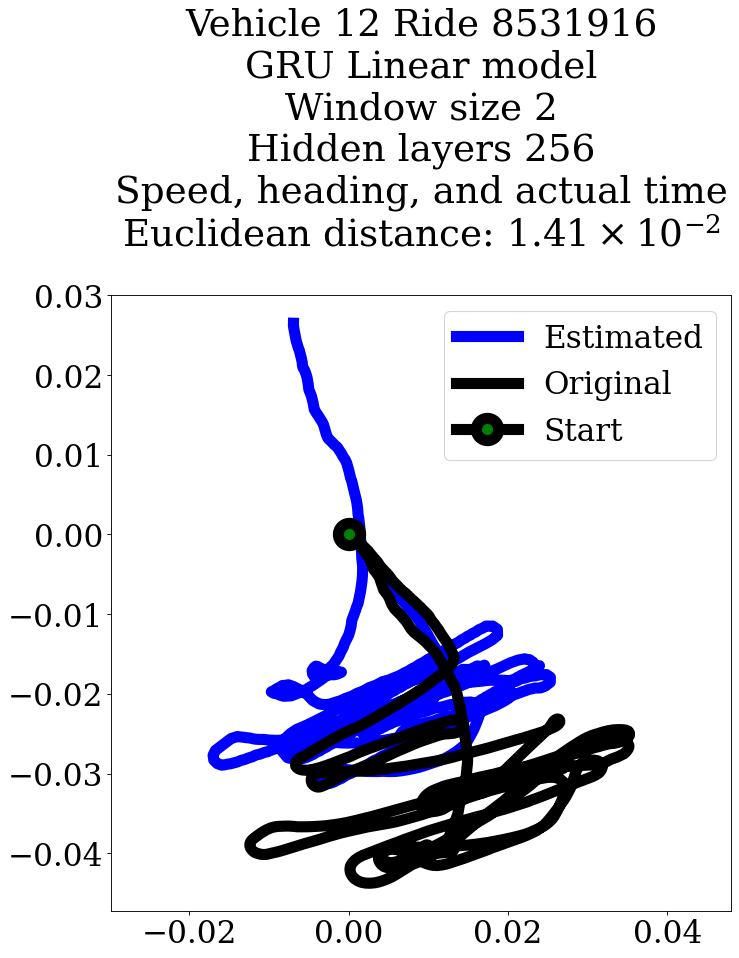 Vehicle 12 Ride 8531916
GRU Linear model
Window size 2
Hidden layers 256
Speed, heading, and actual time
Euclidean distance: 1.41 × 10⁻²
0.03
0.02
0.01
0.00
−0.01
−0.02
−0.03
−0.04
Estimated
Original
Start
−0.02
0.00
0.02
0.04